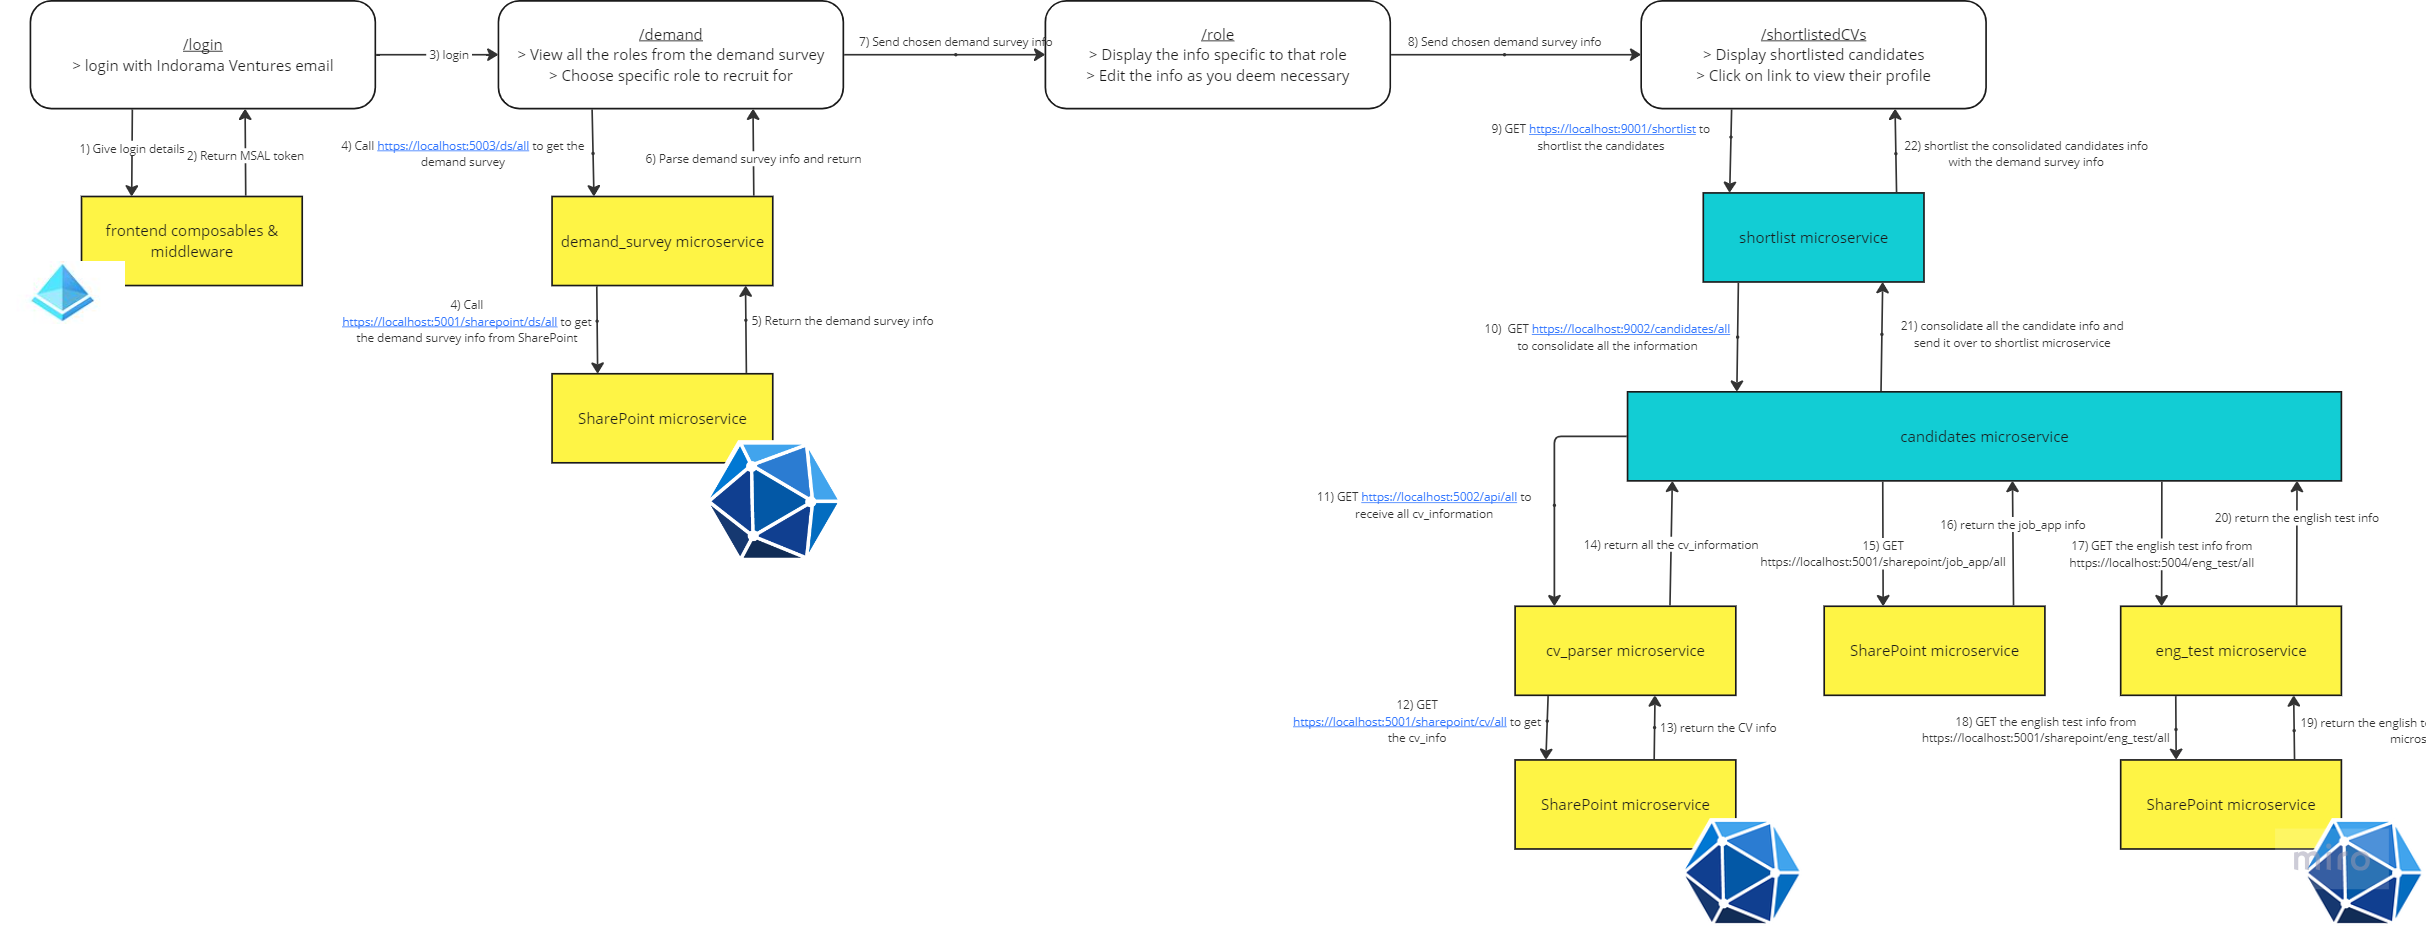 /login
> login with Indorama Ventures email
3) login
/demand
> View all the roles from the demand survey
> Choose specific role to recruit for
7) Send chosen demand survey info
/role
> Display the info specific to that role
> Edit the info as you deem necessary
8) Send chosen demand survey info
/shortlistedCVs
> Display shortlisted candidates
> Click on link to view their profile
1) Give login details
2) Return MSAL token
4) Call https://localhost:5003/ds/all to get the
demand survey
6) Parse demand survey info and return
9) GET https://localhost:9001/shortlist to
shortlist the candidates
22) shortlist the consolidated candidates info
with the demand survey info
frontend composables &
middleware
demand_survey microservice
shortlist microservice
4) Call
https://localhost:5001/sharepoint/ds/all to get
the demand survey info from SharePoint
5) Return the demand survey info
10) GET https://localhost:9002/candidates/all
to consolidate all the information
21) consolidate all the candidate info and
send it over to shortlist microservice
SharePoint microservice
candidates microservice
11) GET https://localhost:5002/api/all to
receive all cv_information
14) return all the cv_information
15) GET
https://localhost:5001/sharepoint/job_app/all
16) return the job_app info
17) GET the english test info from
https://localhost:5004/eng_test/all
20) return the english test info
cv_parser microservice
SharePoint microservice
eng_test microservice
12) GET
https://localhost:5001/sharepoint/cv/all to get
the cv_info
13) return the CV info
18) GET the english test info from
https://localhost:5001/sharepoint/eng_test/all
19) return the english
SharePoint microservice
SharePoint microservice
miro